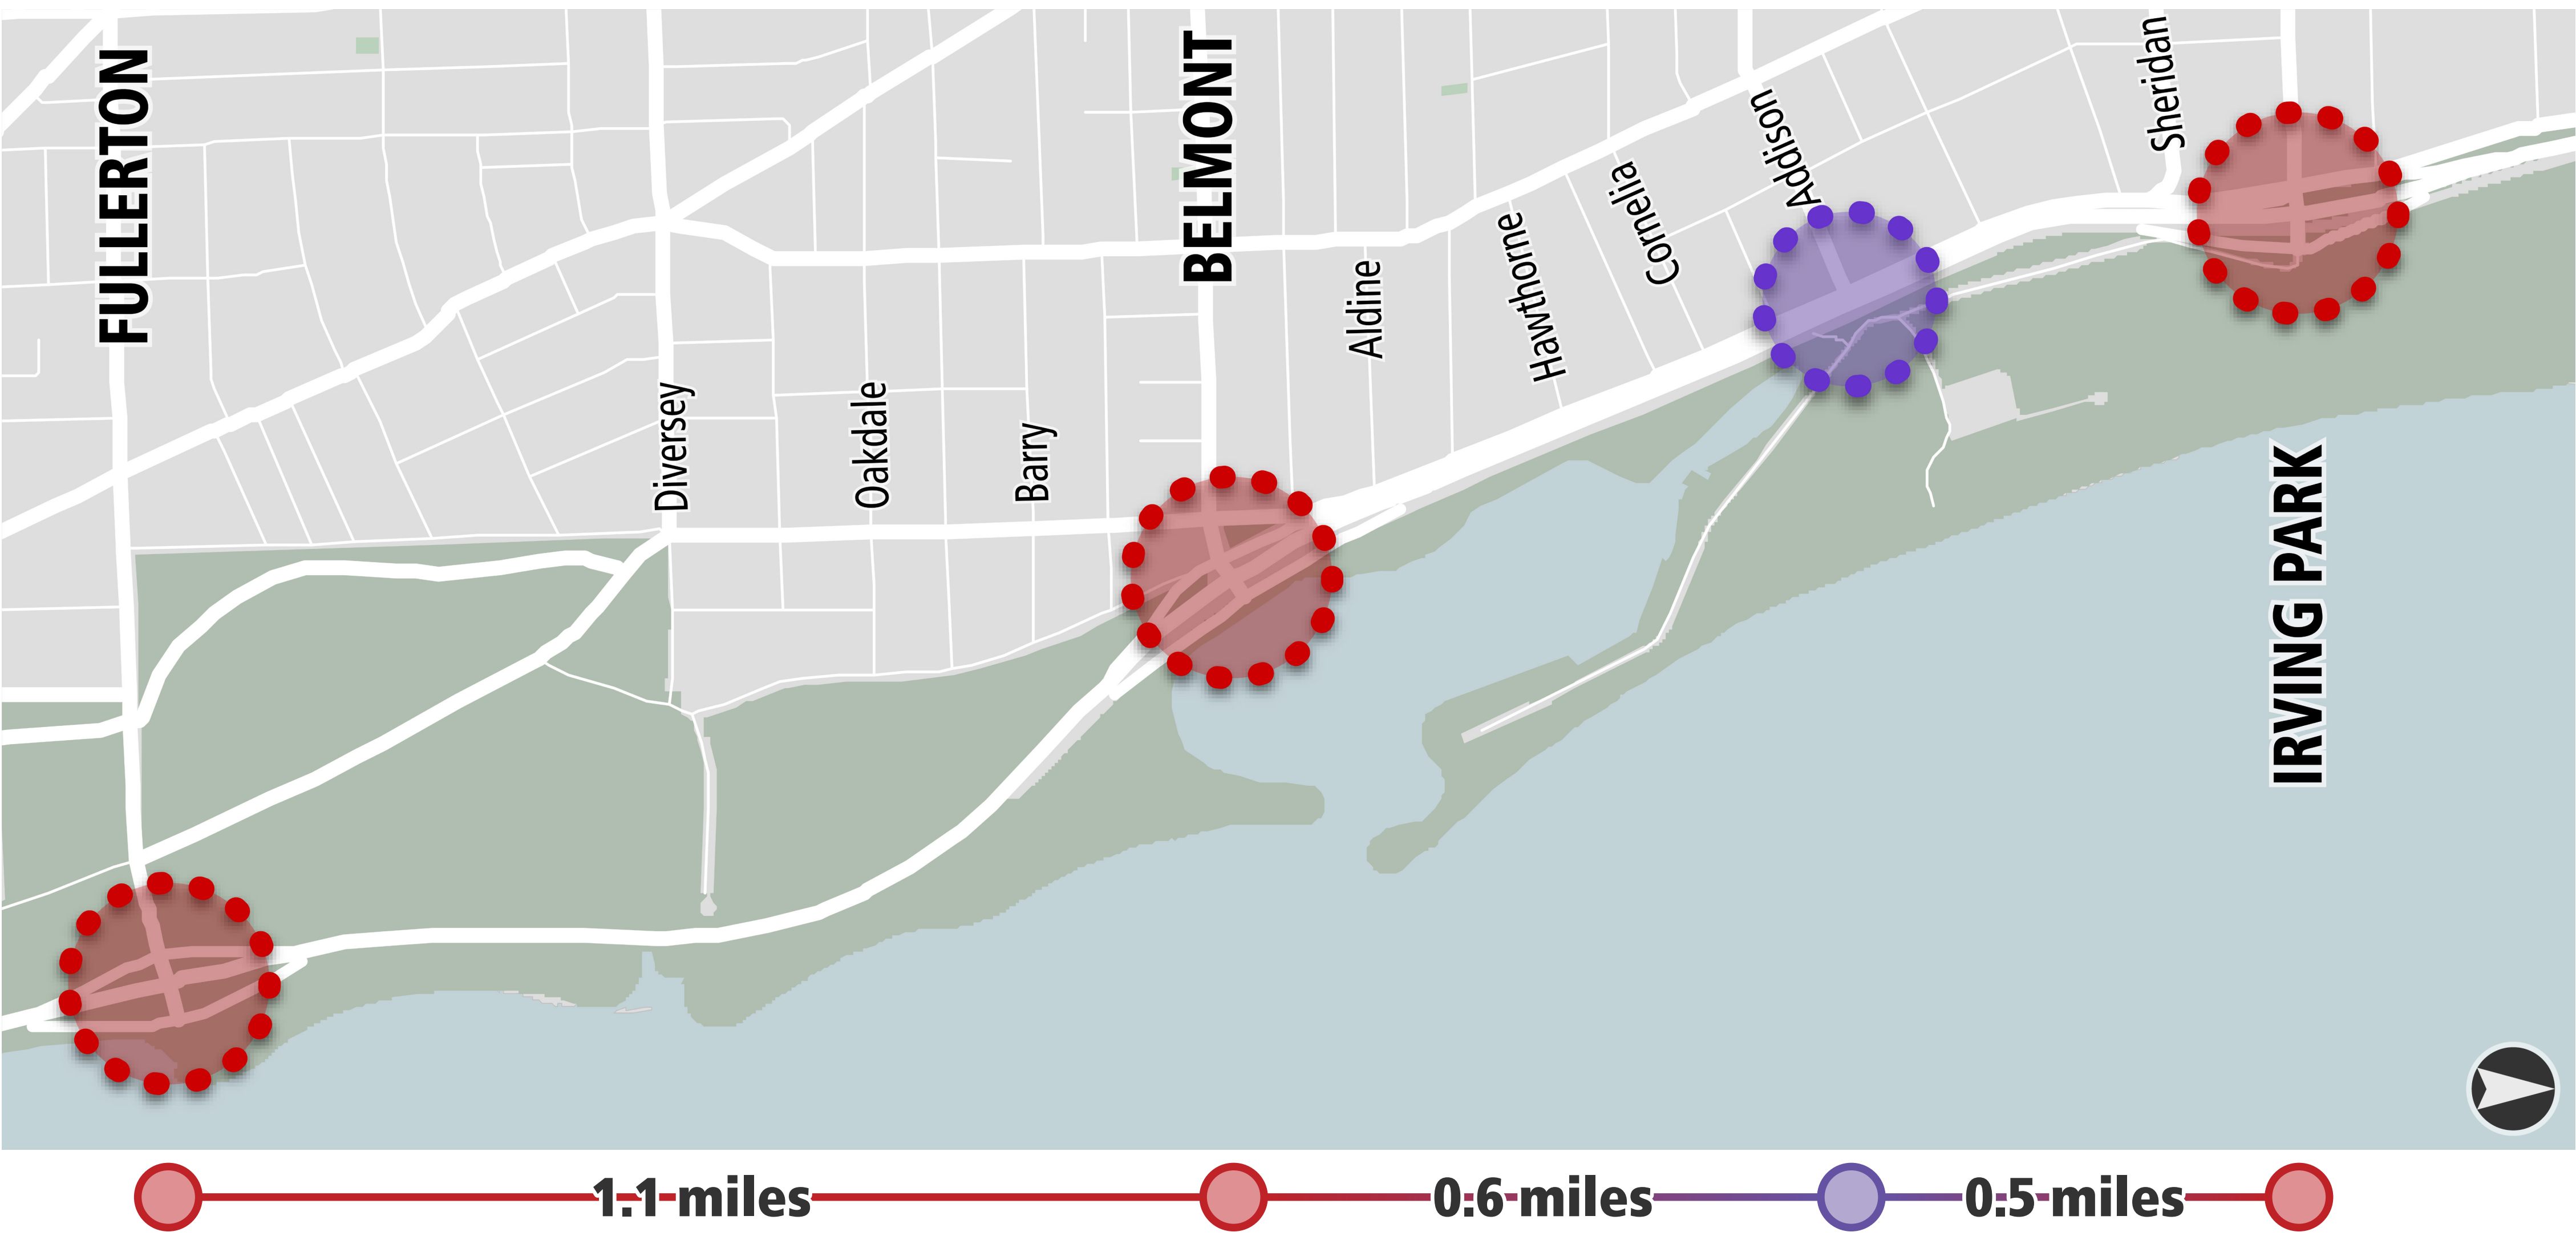 FULLERTON
BELMONT
Sheridan
Addison
Cornelia
Hawthorne
Aldine
Diversey
Oakdale
Barry
IRVING PARK
1.1 miles
0.6 miles
0.5 miles